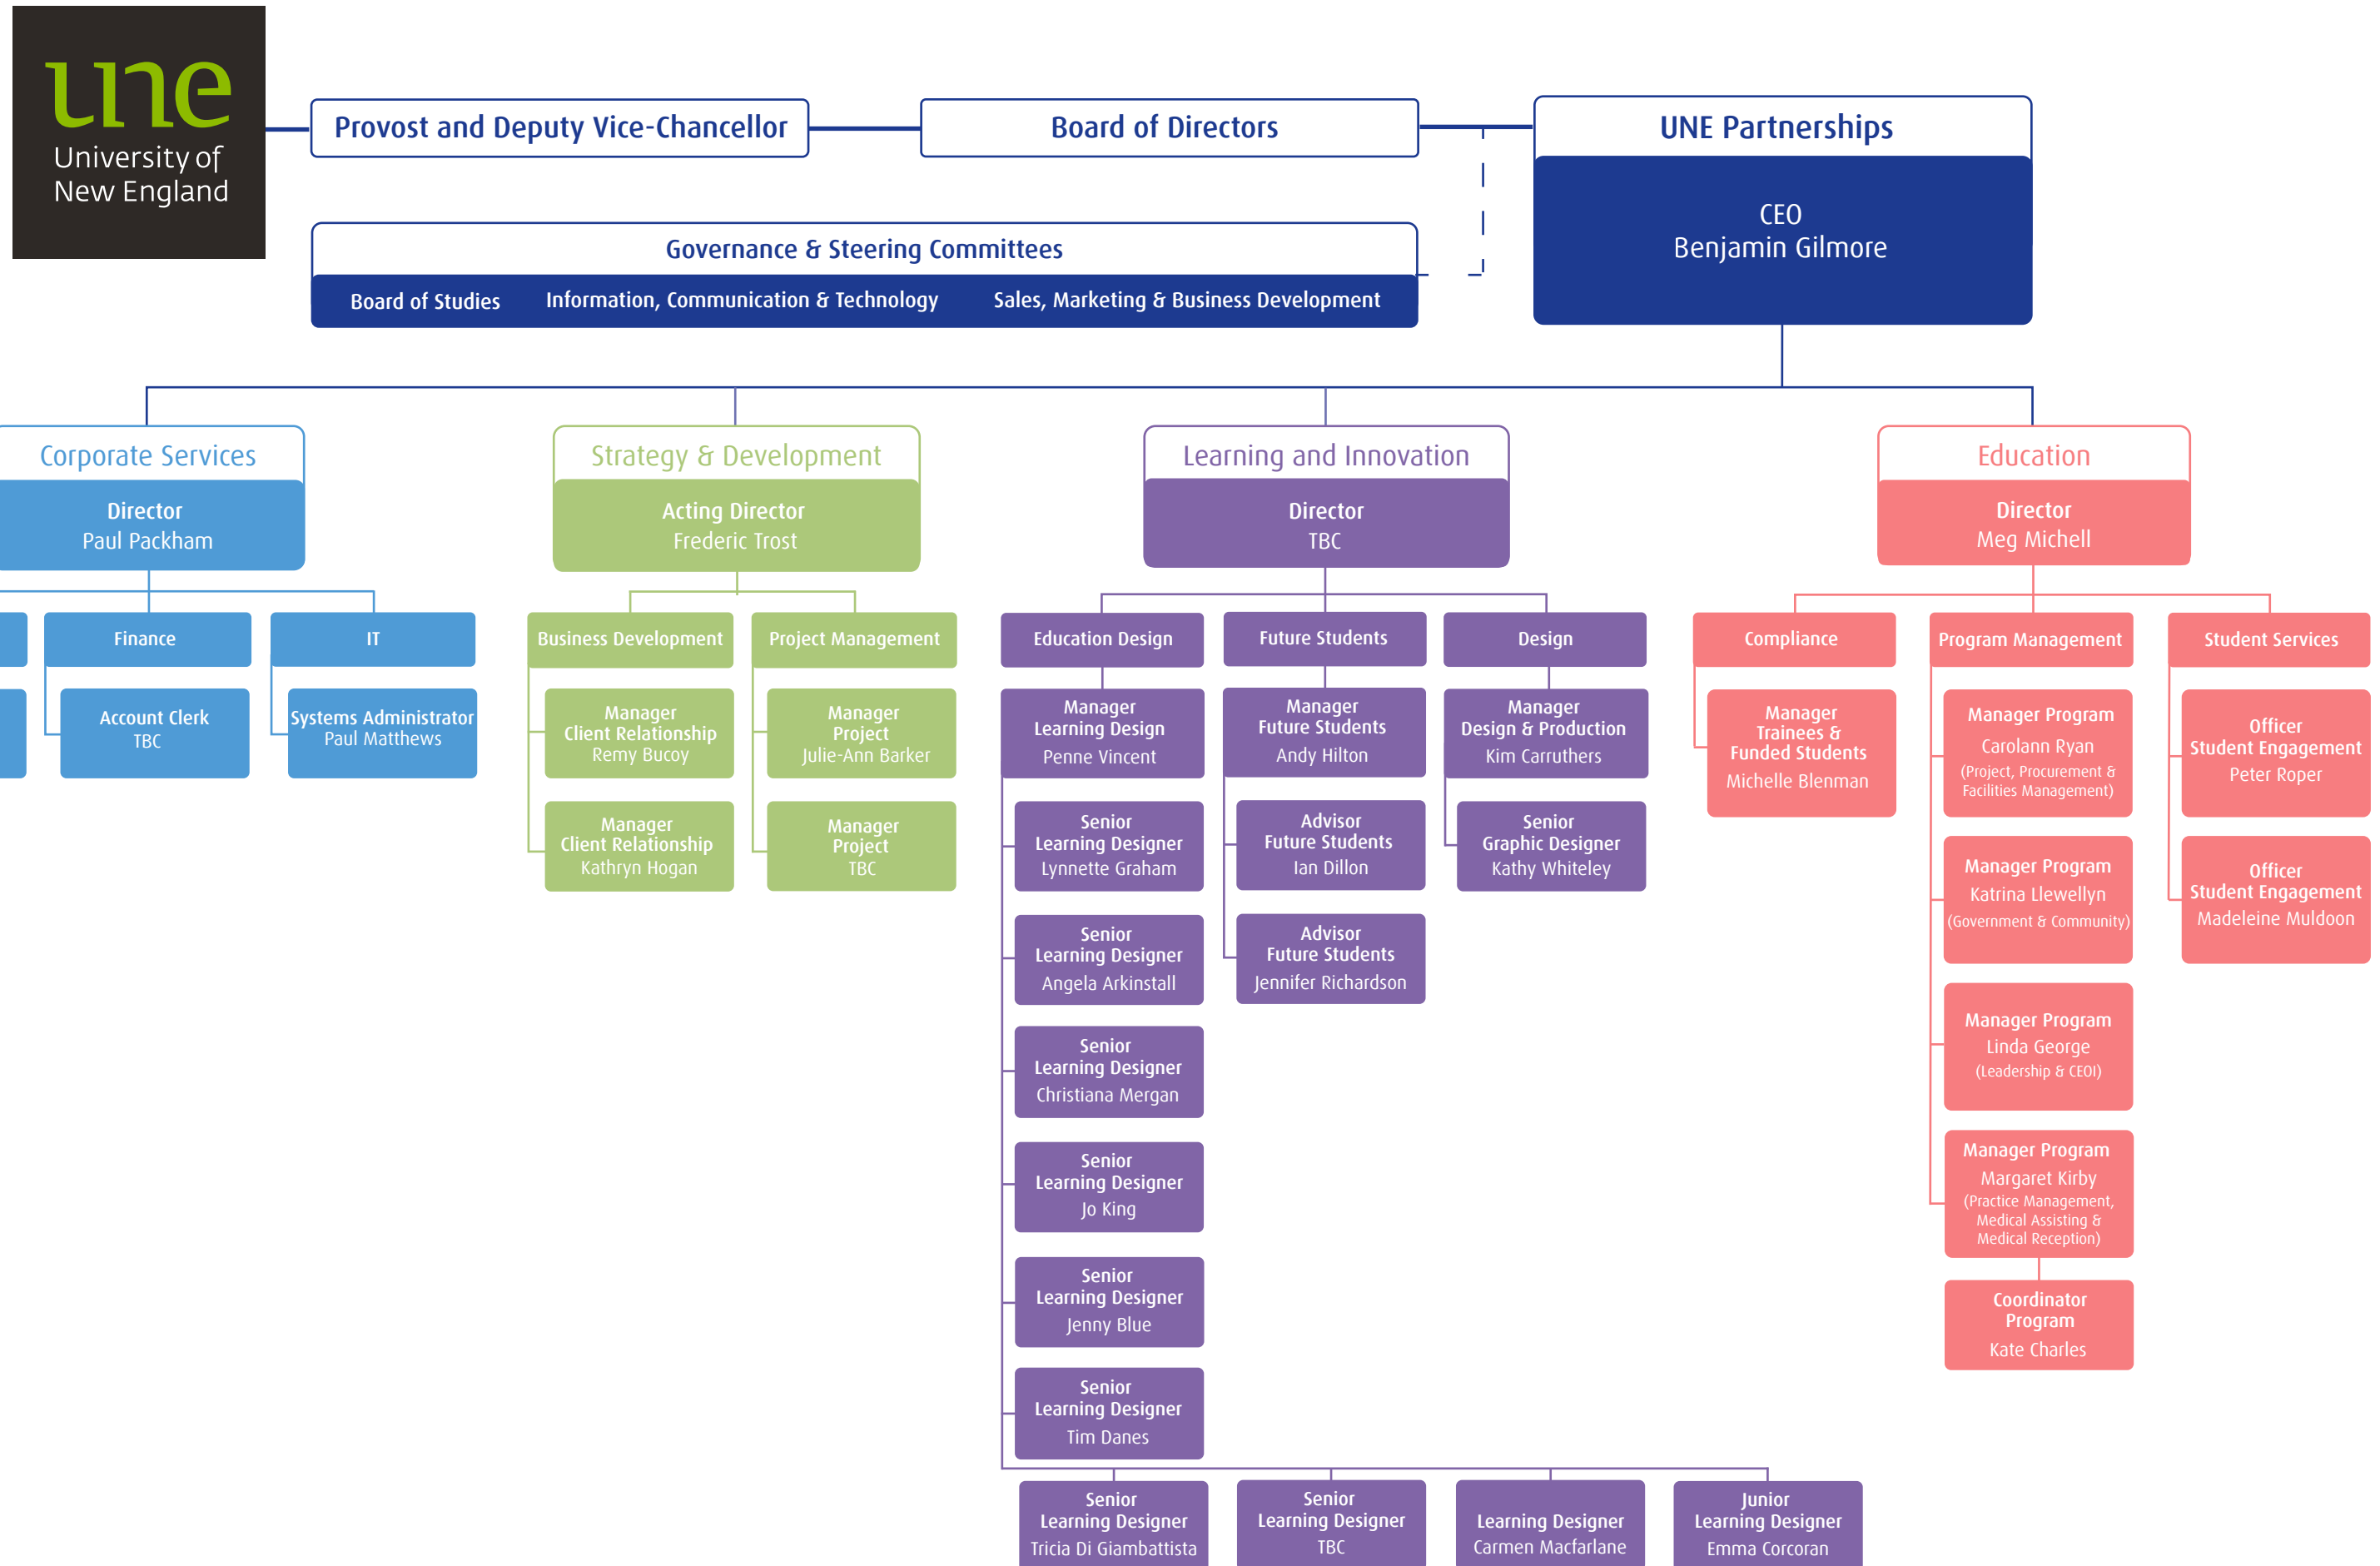 une
University of
New England
Provost and Deputy Vice-Chancellor
Board of Directors
UNE Partnerships
CEO
Benjamin Gilmore
Governance & Steering Committees
Board of Studies
Information, Communication & Technology
Sales, Marketing & Business Development
Corporate Services
Director
Paul Packham
Finance
Account Clerk
TBC
IT
Systems Administrator
Paul Matthews
Strategy & Development
Acting Director
Frederic Trost
Business Development
Manager
Client Relationship
Remy Bucoy
Manager
Client Relationship
Kathryn Hogan
Project Management
Manager
Project
Julie-Ann Barker
Manager
Project
TBC
Learning and Innovation
Director
TBC
Education Design
Manager
Learning Design
Penne Vincent
Senior
Learning Designer
Lynnette Graham
Senior
Learning Designer
Angela Arkinstall
Senior
Learning Designer
Christiana Mergan
Senior
Learning Designer
Jo King
Senior
Learning Designer
Jenny Blue
Senior
Learning Designer
Tim Danes
Senior
Learning Designer
Tricia Di Giambattista
Senior
Learning Designer
TBC
Learning Designer
Carmen Macfarlane
Junior
Learning Designer
Emma Corcoran
Future Students
Manager
Future Students
Andy Hilton
Advisor
Future Students
Ian Dillon
Advisor
Future Students
Jennifer Richardson
Design
Manager
Design & Production
Kim Carruthers
Senior
Graphic Designer
Kathy Whiteley
Education
Director
Meg Michell
Compliance
Manager
Trainees &
Funded Students
Michelle Blenman
Program Management
Manager Program
Carolann Ryan
(Project, Procurement &
Facilities Management)
Manager Program
Katrina Llewellyn
(Government & Community)
Manager Program
Linda George
(Leadership & CEOI)
Manager Program
Margaret Kirby
(Practice Management,
Medical Assisting &
Medical Reception)
Coordinator
Program
Kate Charles
Student Services
Officer
Student Engagement
Peter Roper
Officer
Student Engagement
Madeleine Muldoon